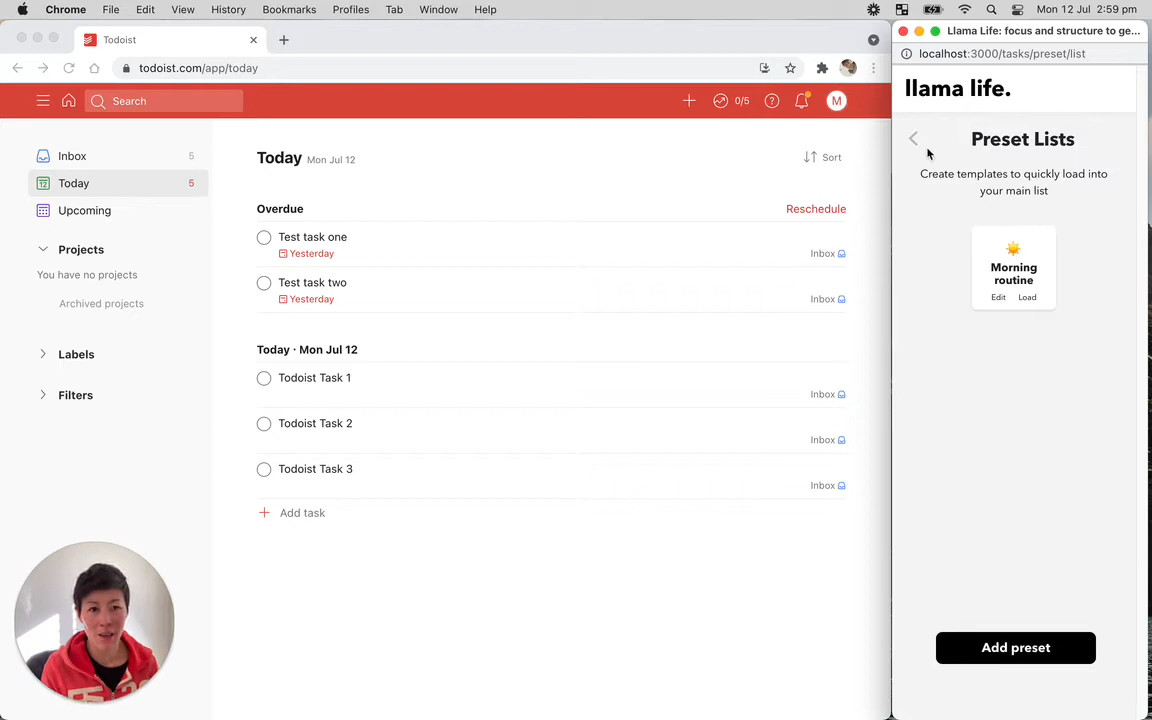 Chrome File Edit View History Bookmarks Profiles Tab Window Help Mon 12 Jul 2:59 pm
Todoist
todoist.com/app/today
Search
0/5
M
Inbox 5
Today 5
Upcoming
Projects
You have no projects
Archived projects
Labels
Filters
Today Mon Jul 12
Sort
Overdue
Reschedule
Test task one
Yesterday
Inbox
Test task two
Yesterday
Inbox
Today · Mon Jul 12
Todoist Task 1
Inbox
Todoist Task 2
Inbox
Todoist Task 3
Inbox
Add task
Llama Life: focus and structure to ge...
localhost:3000/tasks/preset/list
llama life.
Preset Lists
Create templates to quickly load into
your main list
Morning
routine
Edit Load
Add preset